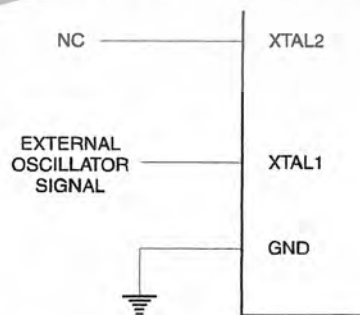 NC
XTAL2
EXTERNAL
OSCILLATOR
SIGNAL
XTAL1
GND